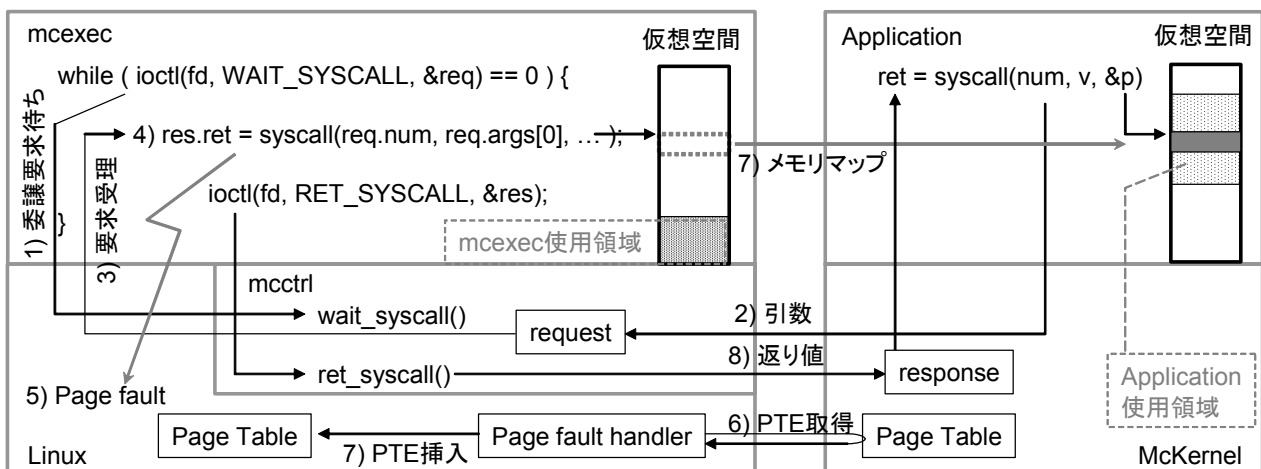 mcexec
仮想空間
while ( ioctl(fd, WAIT_SYSCALL, &req) == 0 ) {
4) res.ret = syscall(req.num, req.args[0], … );
ioctl(fd, RET_SYSCALL, &res);
}
1) 委譲要求待ち
3) 要求受理
mcexec使用領域
7) メモリマップ
Application
仮想空間
ret = syscall(num, v, &p)
mcctrl
wait_syscall()
request
2) 引数
ret_syscall()
8) 返り値
response
Application
使用領域
5) Page fault
Page Table
7) PTE挿入
Page fault handler
6) PTE取得
Page Table
Linux
McKernel